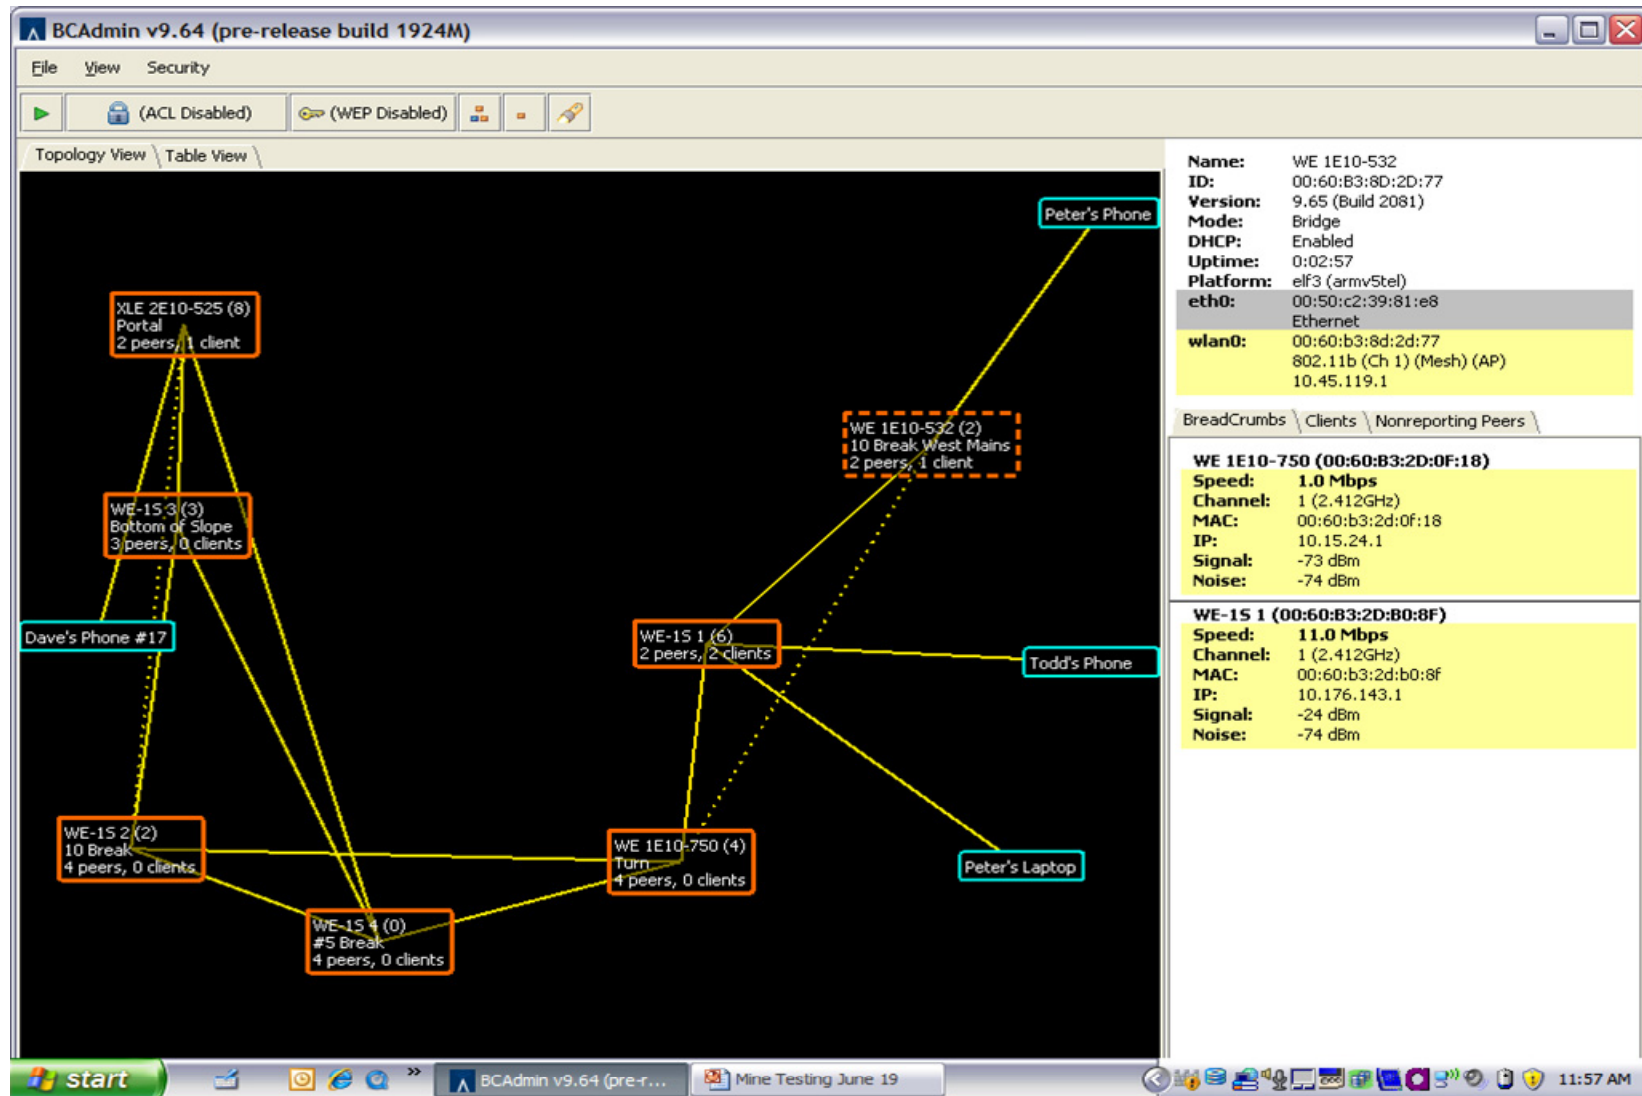 BCAdmin v9.64 (pre-release build 1924M)
File View Security
(ACL Disabled) (WEP Disabled)
Topology View Table View
Peter's Phone
XLE 2E10-525 (8)
Portal
2 peers, 1 client
WE 1E10-532 (2)
10 Break West Mains
2 peers, 1 client
WE-1S 3 (3)
Bottom of Slope
3 peers, 0 clients
Dave's Phone #17
WE-1S 1 (6)
2 peers, 2 clients
Todd's Phone
WE-1S 2 (2)
10 Break
4 peers, 0 clients
WE 1E10-750 (4)
Turn
4 peers, 0 clients
Peter's Laptop
WE-1S 4 (0)
#5 Break
4 peers, 0 clients
Name: WE 1E10-532
ID: 00:60:B3:8D:2D:77
Version: 9.65 (Build 2081)
Mode: Bridge
DHCP: Enabled
Uptime: 0:02:57
Platform: elf3 (armv5tel)
eth0: 00:50:c2:39:81:e8
Ethernet
wlan0: 00:60:b3:8d:2d:77
802.11b (Ch 1) (Mesh) (AP)
10.45.119.1
BreadCrumbs Clients Nonreporting Peers
WE 1E10-750 (00:60:B3:2D:0F:18)
Speed: 1.0 Mbps
Channel: 1 (2.412GHz)
MAC: 00:60:b3:2d:0f:18
IP: 10.15.24.1
Signal: -73 dBm
Noise: -74 dBm
WE-1S 1 (00:60:B3:2D:B0:8F)
Speed: 11.0 Mbps
Channel: 1 (2.412GHz)
MAC: 00:60:b3:2d:b0:8f
IP: 10.176.143.1
Signal: -24 dBm
Noise: -74 dBm
start » BCAdmin v9.64 (pre-r... Mine Testing June 19 11:57 AM